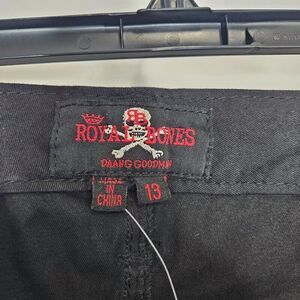 ROYAL BONES
DAANG GOODMAN
MADE
IN
CHINA
13